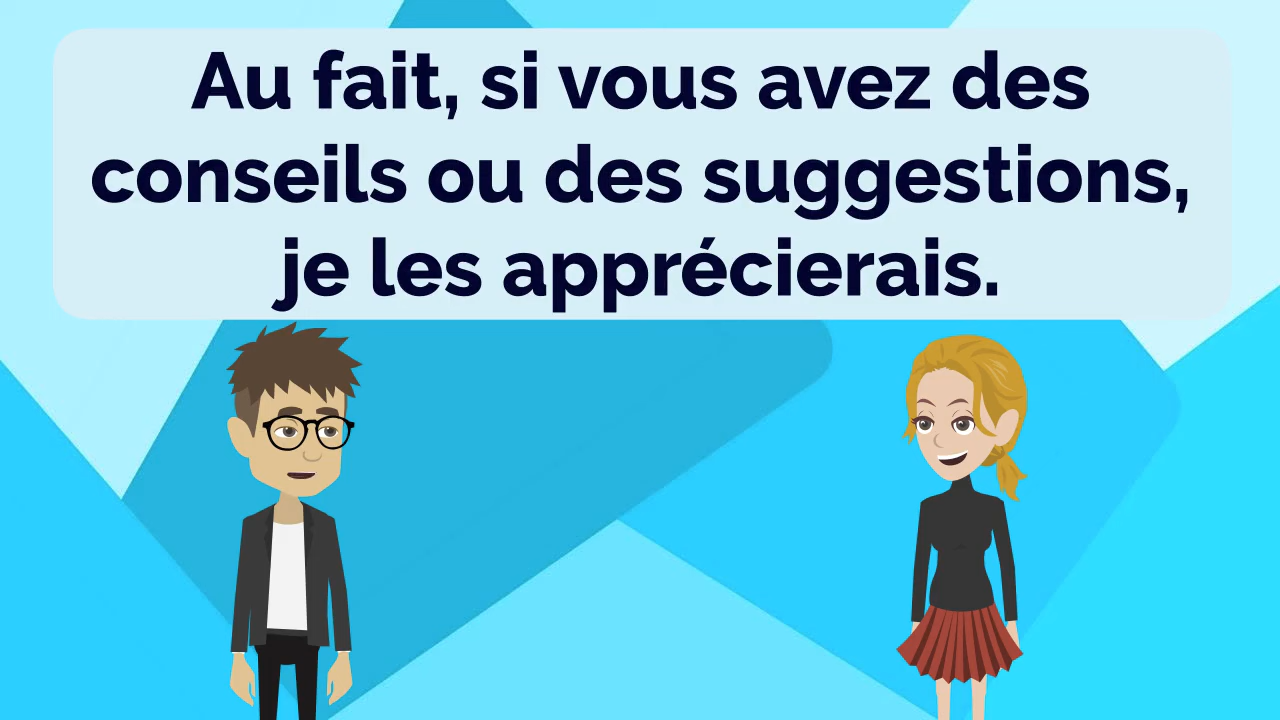 Au fait, si vous avez des
conseils ou des suggestions,
je les apprécierais.